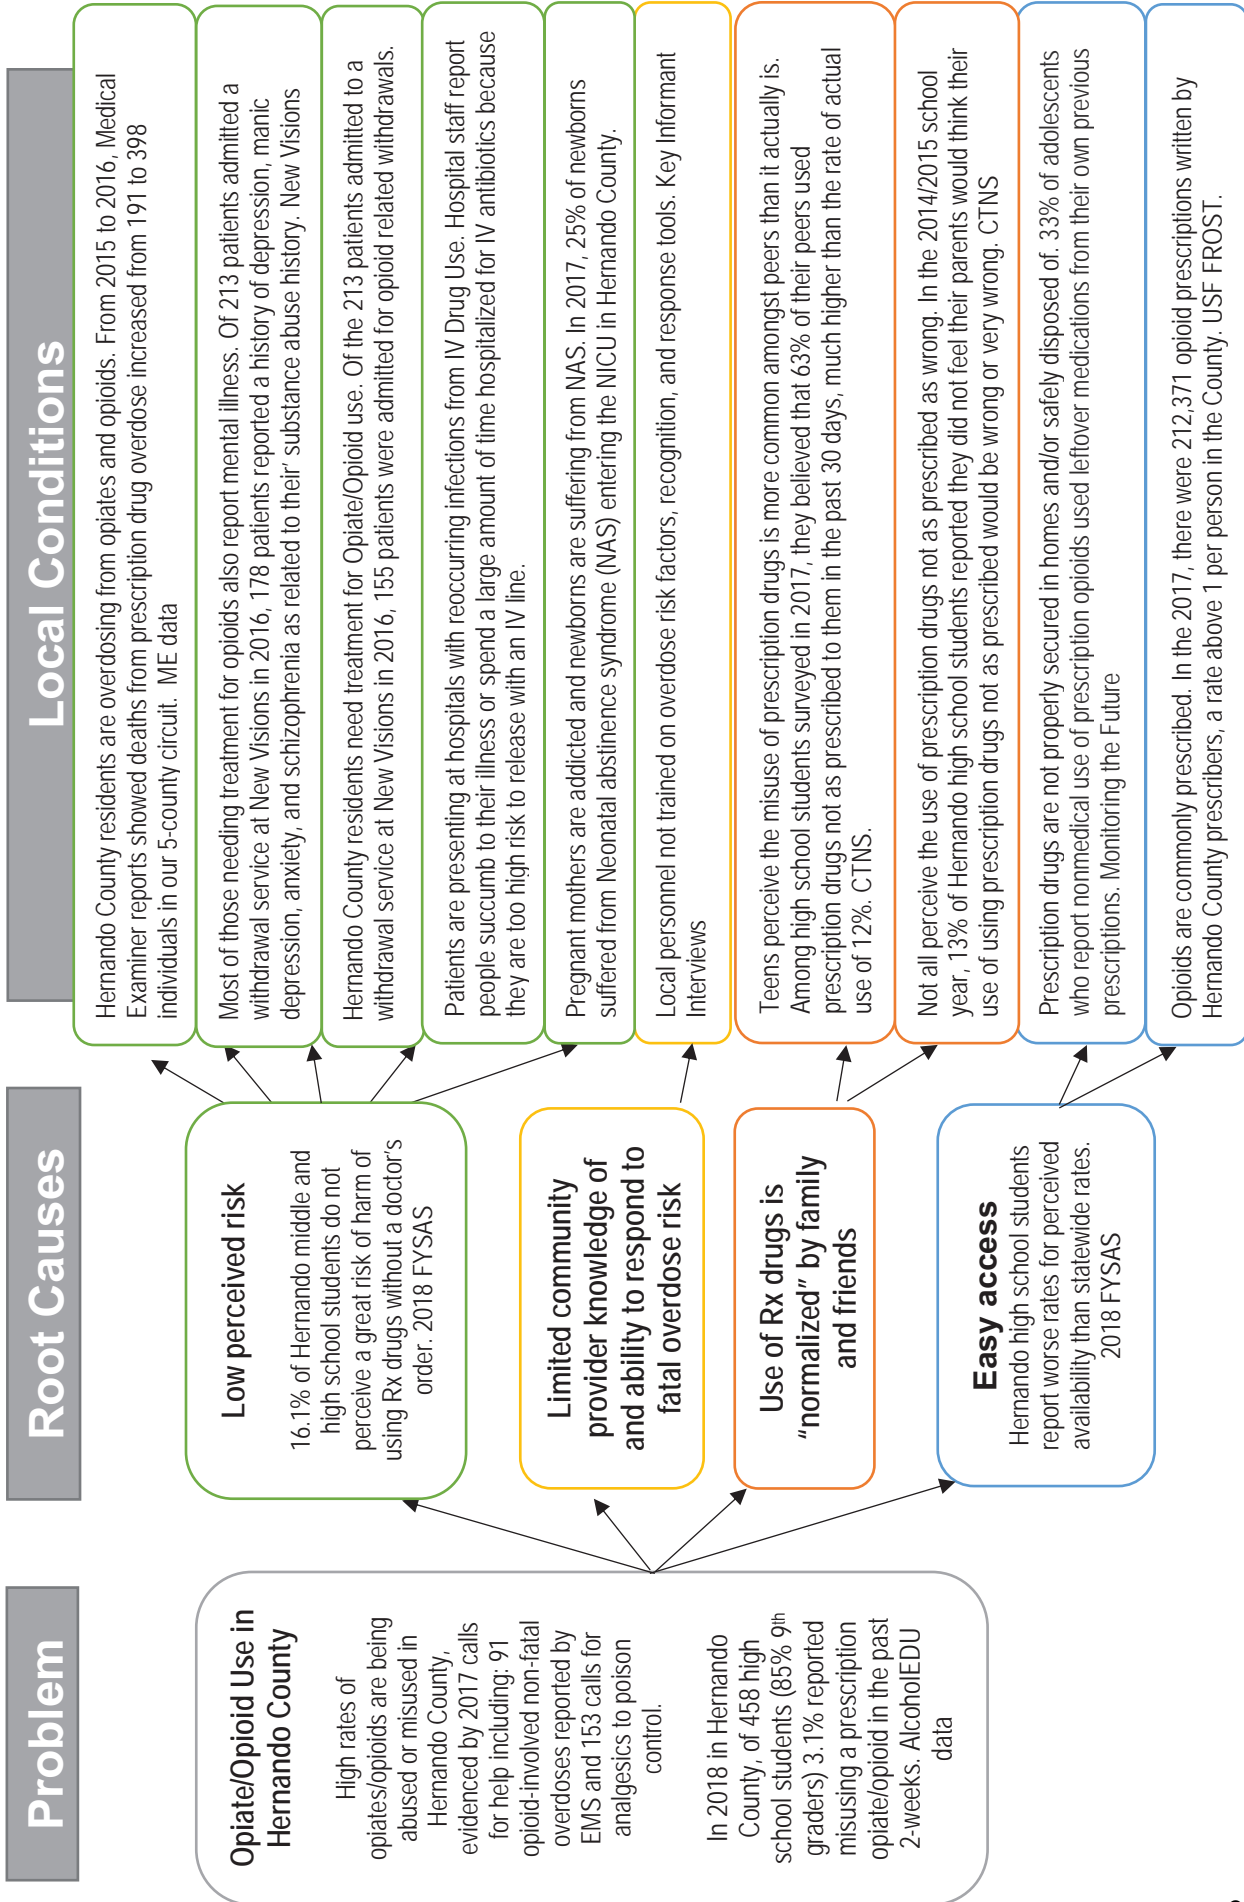 Problem
Opiate/Opioid Use in
Hernando County
High rates of
opiates/opioids are being
abused or misused in
Hernando County,
evidenced by 2017 calls
for help including: 91
opioid-involved non-fatal
overdoses reported by
EMS and 153 calls for
analgesics to poison
control.
In 2018 in Hernando
County, of 458 high
school students (85% 9th
graders) 3.1% reported
misusing a prescription
opiate/opioid in the past
2-weeks. AlcoholEDU
data
Root Causes
Low perceived risk
16.1% of Hernando middle and
high school students do not
perceive a great risk of harm of
using Rx drugs without a doctor's
order. 2018 FYSAS
Limited community
provider knowledge of
and ability to respond to
fatal overdose risk
Use of Rx drugs is
“normalized” by family
and friends
Easy access
Hernando high school students
report worse rates for perceived
availability than statewide rates.
2018 FYSAS
Local Conditions
Hernando County residents are overdosing from opiates and opioids. From 2015 to 2016, Medical
Examiner reports showed deaths from prescription drug overdose increased from 191 to 398
individuals in our 5-county circuit. ME data
Most of those needing treatment for opioids also report mental illness. Of 213 patients admitted a
withdrawal service at New Visions in 2016, 178 patients reported a history of depression, manic
depression, anxiety, and schizophrenia as related to their' substance abuse history. New Visions
Hernando County residents need treatment for Opiate/Opioid use. Of the 213 patients admitted to a
withdrawal service at New Visions in 2016, 155 patients were admitted for opioid related withdrawals.
Patients are presenting at hospitals with reoccurring infections from IV Drug Use. Hospital staff report
people succumb to their illness or spend a large amount of time hospitalized for IV antibiotics because
they are too high risk to release with an IV line.
Pregnant mothers are addicted and newborns are suffering from NAS. In 2017, 25% of newborns
suffered from Neonatal abstinence syndrome (NAS) entering the NICU in Hernando County.
Local personnel not trained on overdose risk factors, recognition, and response tools. Key Informant
Interviews
Teens perceive the misuse of prescription drugs is more common amongst peers than it actually is.
Among high school students surveyed in 2017, they believed that 63% of their peers used
prescription drugs not as prescribed to them in the past 30 days, much higher than the rate of actual
use of 12%. CTNS.
Not all perceive the use of prescription drugs not as prescribed as wrong. In the 2014/2015 school
year, 13% of Hernando high school students reported they did not feel their parents would think their
use of using prescription drugs not as prescribed would be wrong or very wrong. CTNS
Prescription drugs are not properly secured in homes and/or safely disposed of. 33% of adolescents
who report nonmedical use of prescription opioids used leftover medications from their own previous
prescriptions. Monitoring the Future
Opioids are commonly prescribed. In the 2017, there were 212,371 opioid prescriptions written by
Hernando County prescribers, a rate above 1 per person in the County. USF FROST.